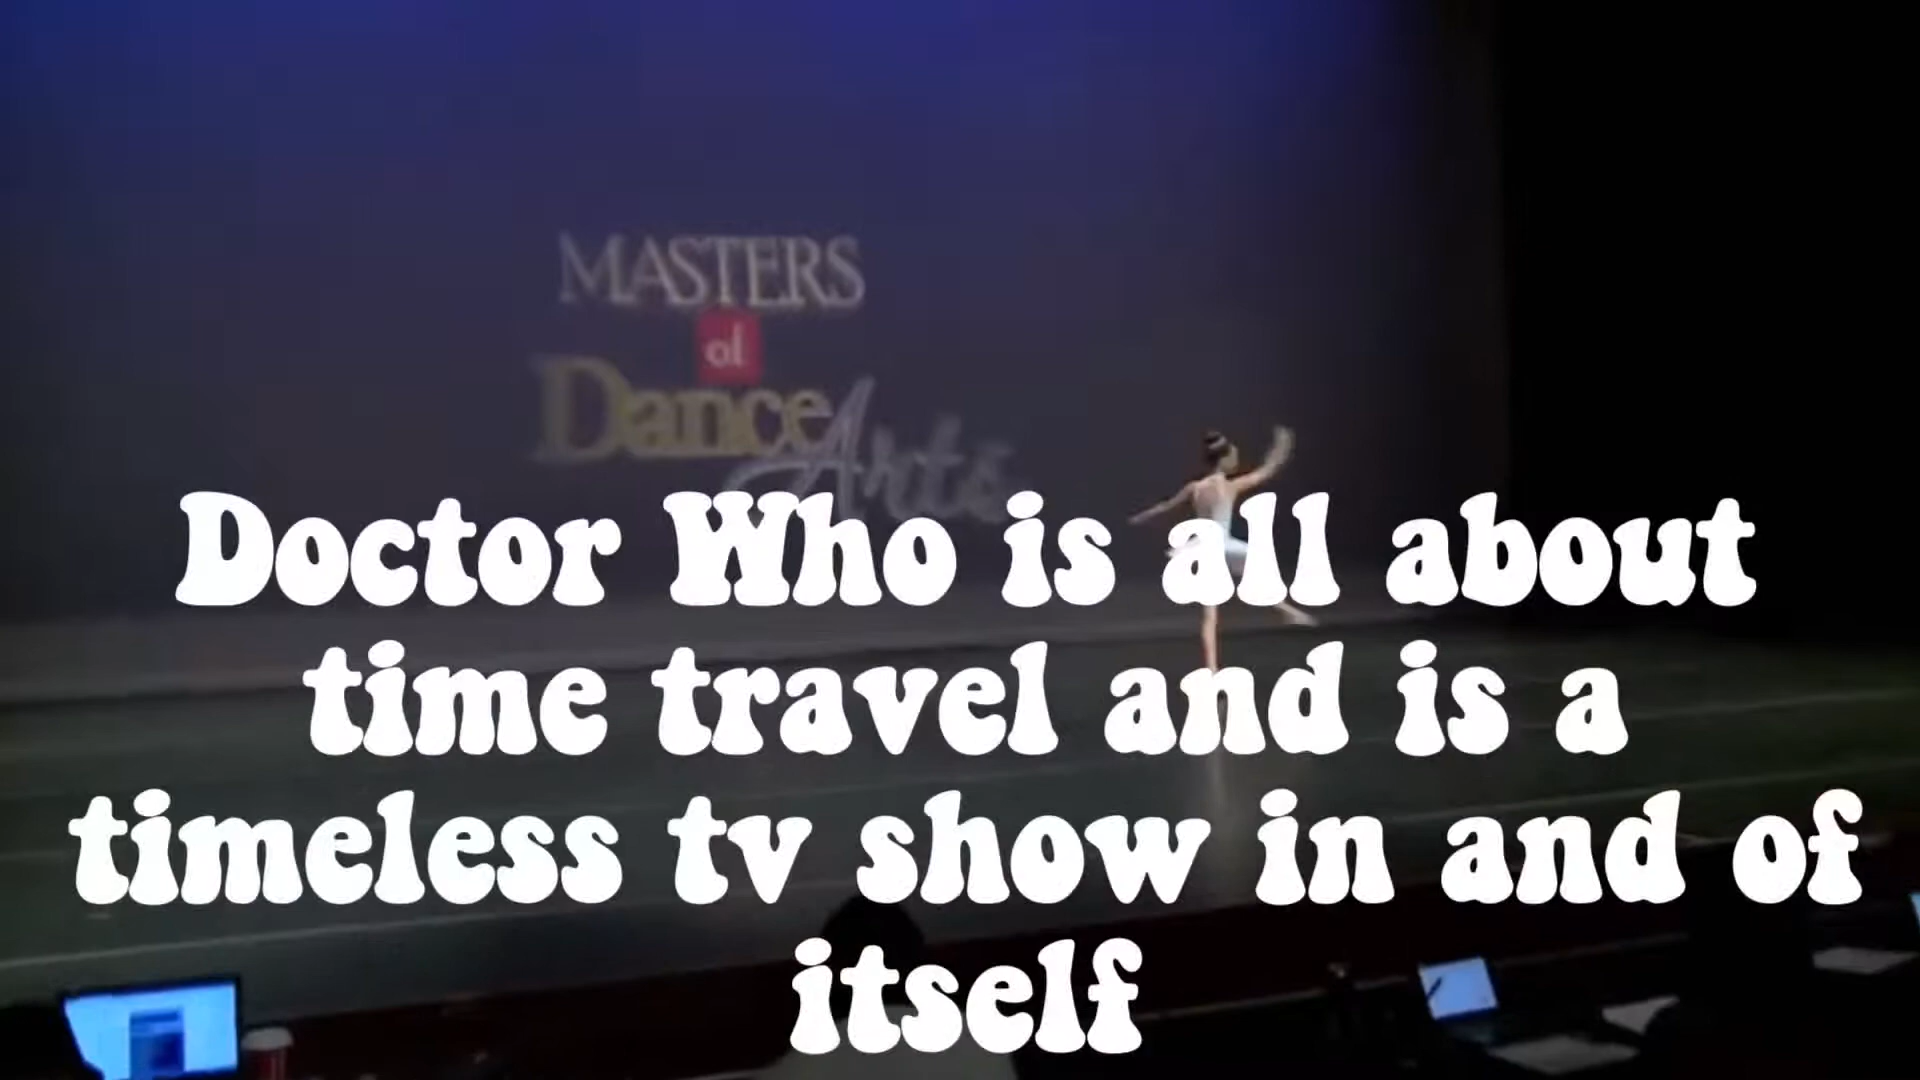 MASTERS
of
Dance Arts
Doctor Who is all about
time travel and is a
timeless tv show in and of
itself